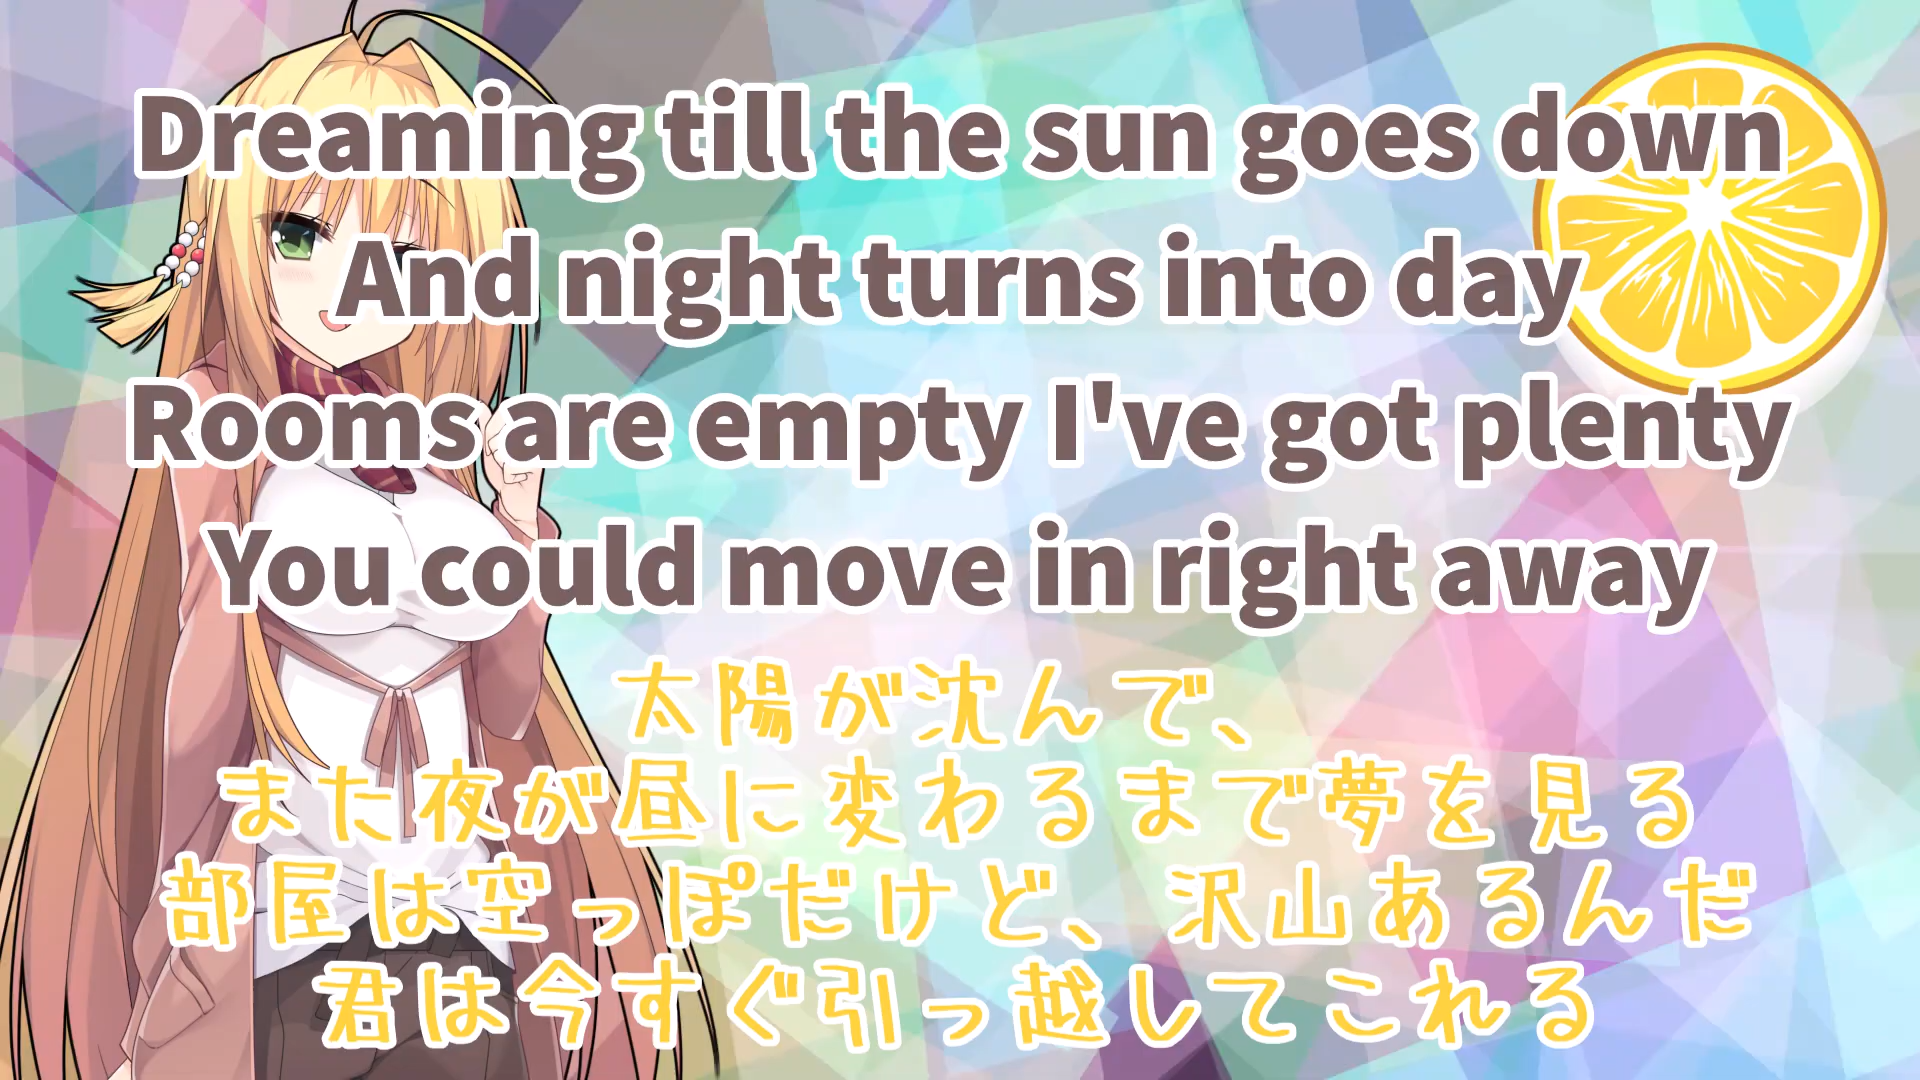 Dreaming till the sun goes down
And night turns into day
Rooms are empty I've got plenty
You could move in right away
太陽が沈んで、
また夜が昼に変わるまで夢を見る
部屋は空っぽだけど、沢山あるんだ
君は今すぐ引っ越してこれる